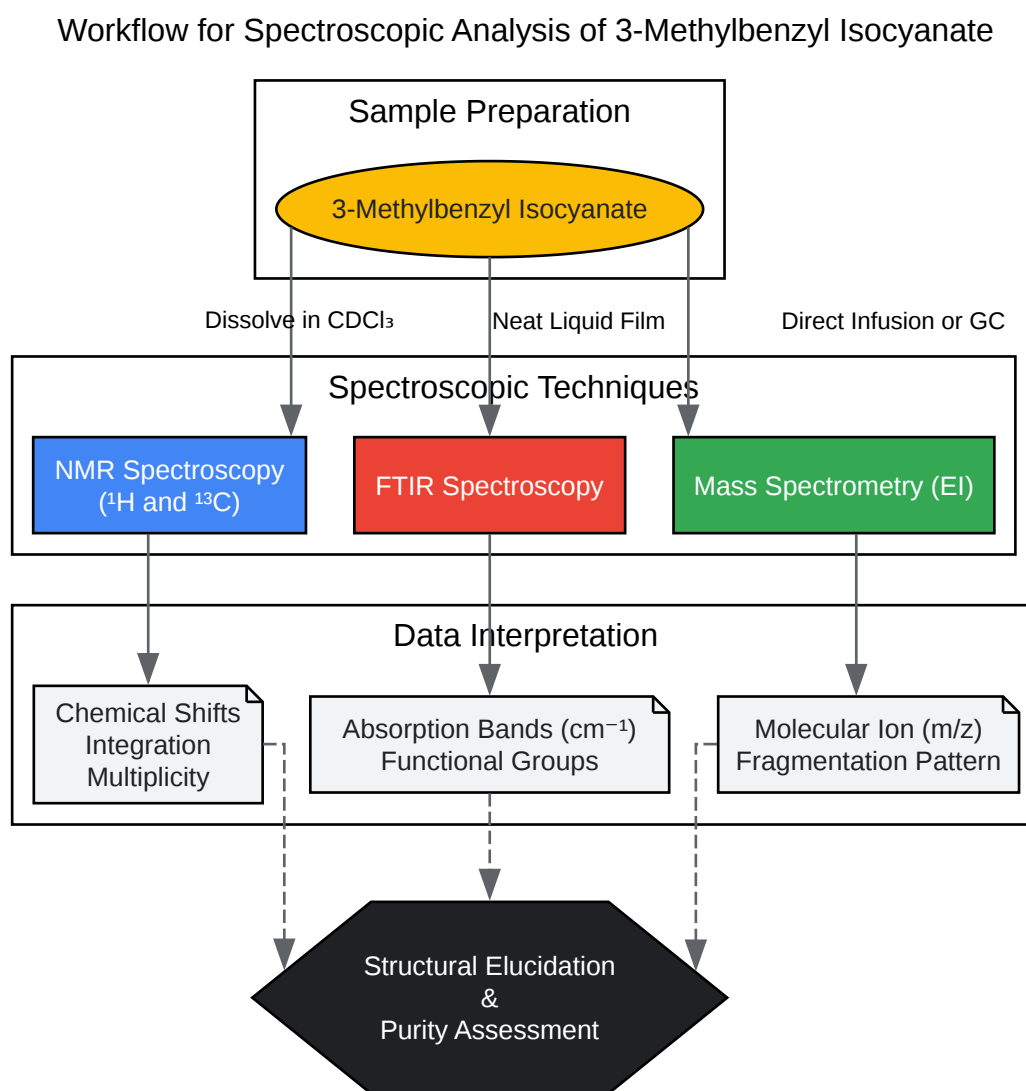 Workflow for Spectroscopic Analysis of 3-Methylbenzyl Isocyanate
Sample Preparation
3-Methylbenzyl Isocyanate
Dissolve in CDCl₃
Neat Liquid Film
Direct Infusion or GC
Spectroscopic Techniques
NMR Spectroscopy
(¹H and ¹³C)
FTIR Spectroscopy
Mass Spectrometry (EI)
Data Interpretation
Chemical Shifts
Integration
Multiplicity
Absorption Bands (cm⁻¹)
Functional Groups
Molecular Ion (m/z)
Fragmentation Pattern
Structural Elucidation
&
Purity Assessment